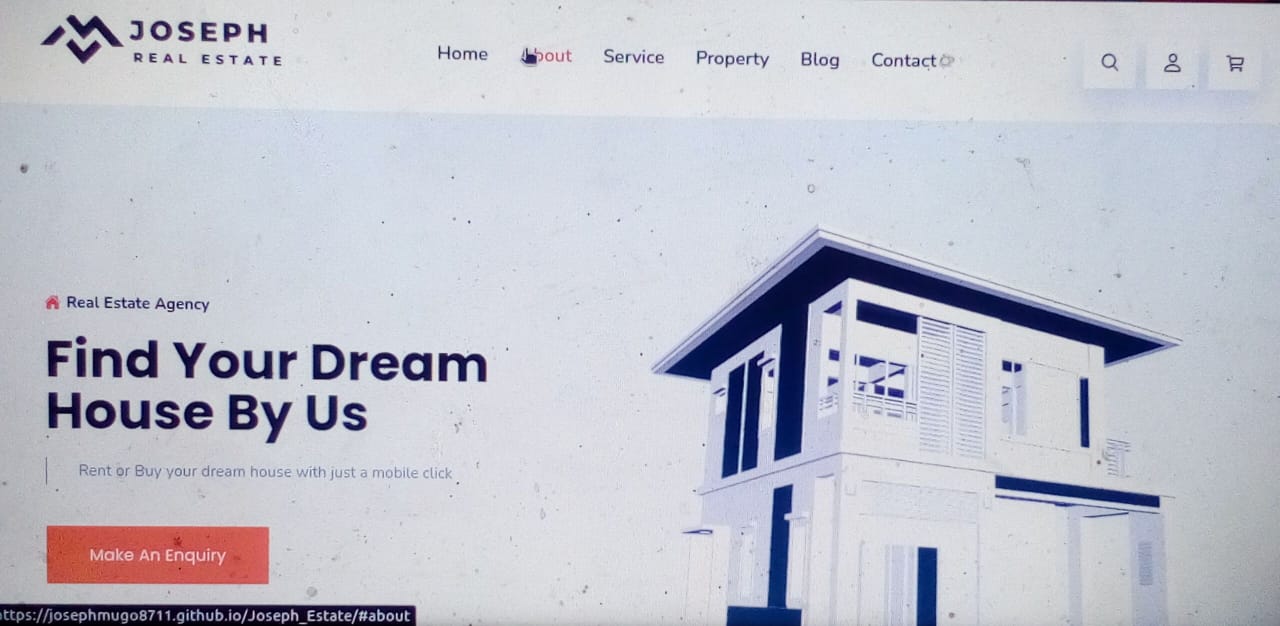 JOSEPH
REAL ESTATE
Home About Service Property Blog Contact
Real Estate Agency
Find Your Dream
House By Us
Rent or Buy your dream house with just a mobile click
Make An Enquiry
ttps://josephmugo8711.github.io/Joseph_Estate/#about